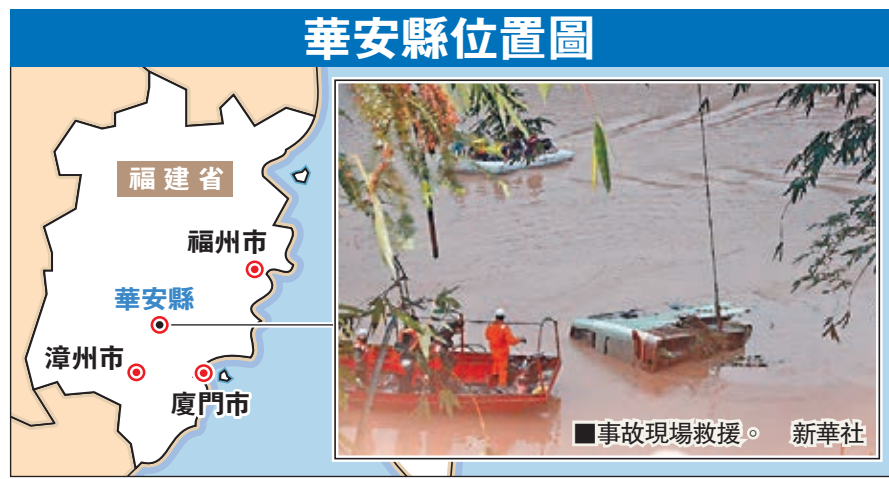 華安縣位置圖
福建省
福州市
華安縣
漳州市
廈門市
■事故現場救援。 新華社